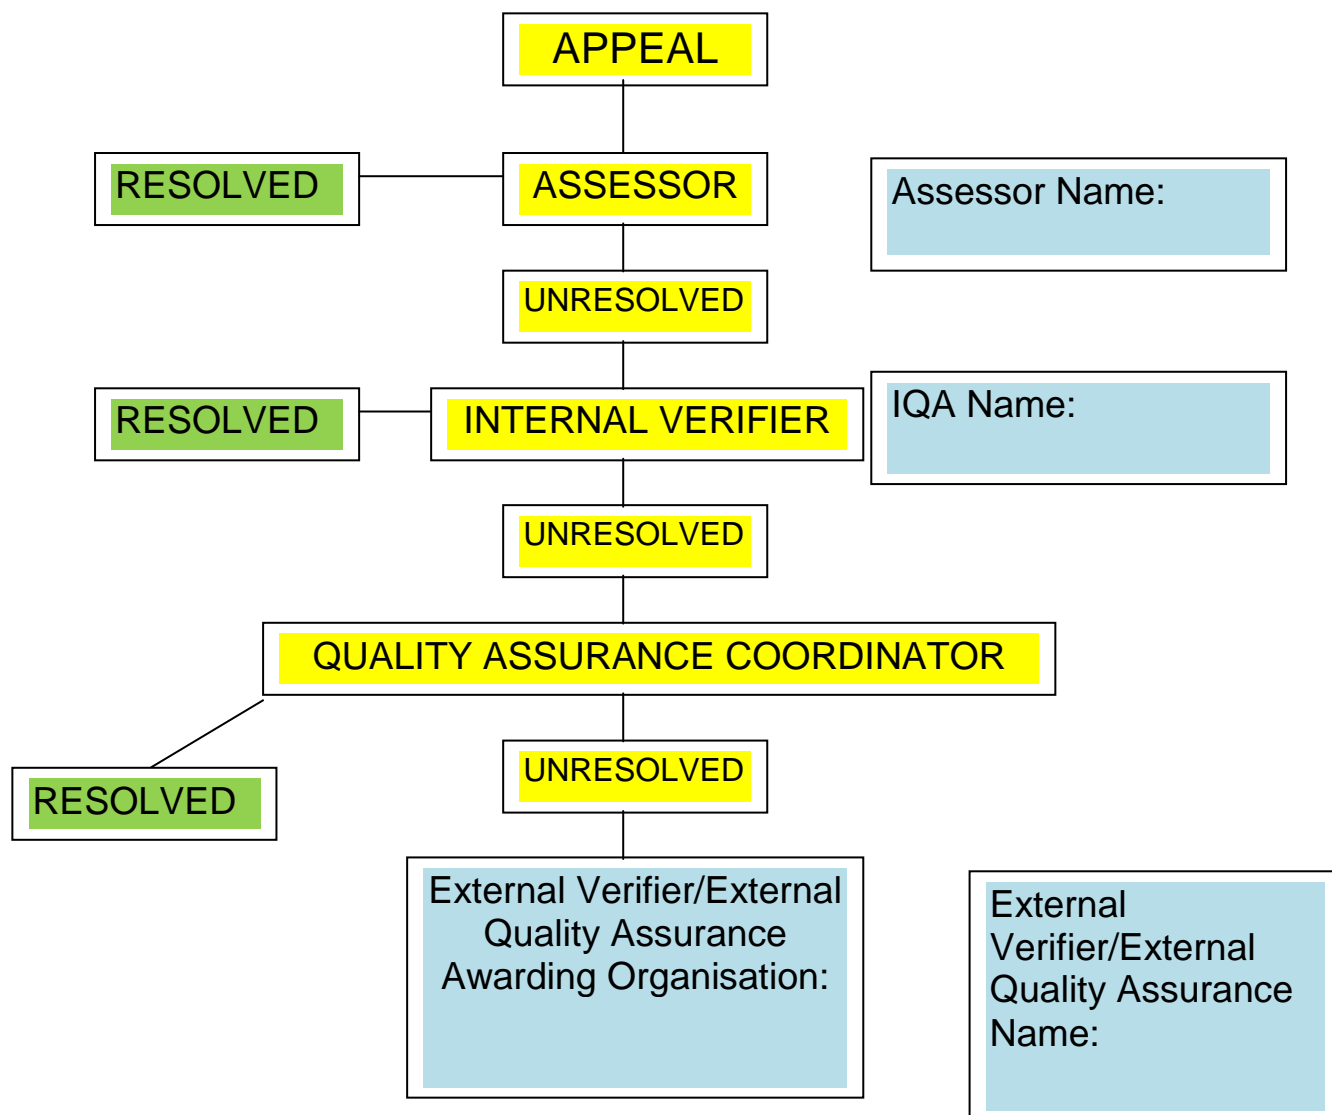 APPEAL
RESOLVED
ASSESSOR
Assessor Name:
UNRESOLVED
RESOLVED
INTERNAL VERIFIER
IQA Name:
UNRESOLVED
QUALITY ASSURANCE COORDINATOR
UNRESOLVED
RESOLVED
External Verifier/External
Quality Assurance
Awarding Organisation:
External
Verifier/External
Quality Assurance
Name: